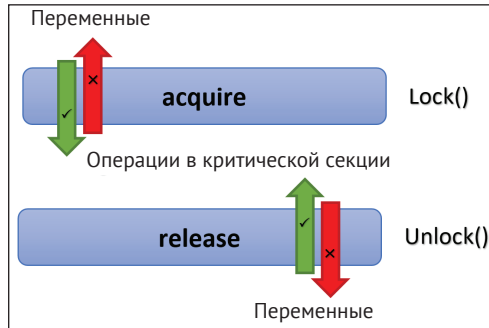 Переменные
acquire
Lock()
Операции в критической секции
release
Unlock()
Переменные